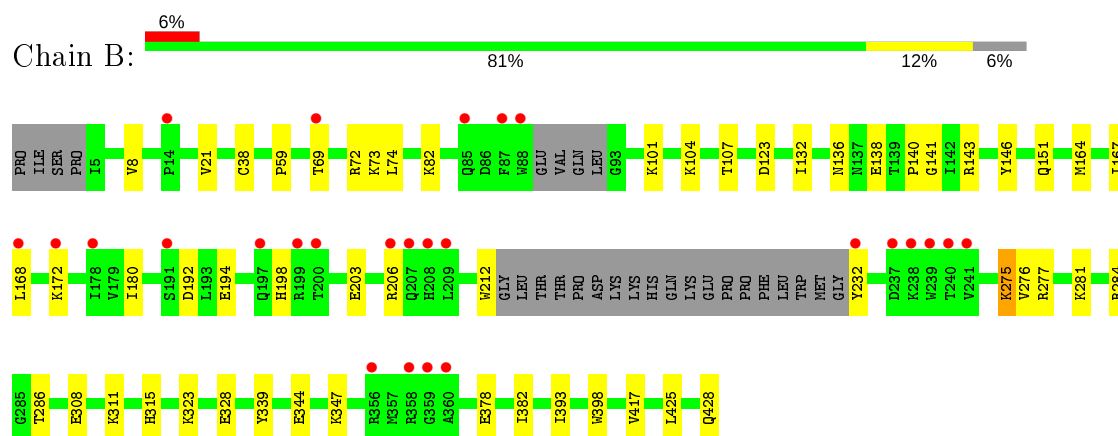 6%
Chain B:
81% 12% 6%
PRO ILE SER PRO I5 V8 P14 V21 C38 P59 T69 R72 K73 L74 K82 Q85 D86 F87 W88 GLU VAL GLN LEU G93 K101 K104 T107 D123 I132 N136 N137 E138 T139 P140 G141 I142 R143 Y146 Q151 M164 I167
L168 K172 I178 V179 I180 S191 D192 L193 E194 Q197 H198 R199 T200 E203 R206 Q207 H208 L209 W212 GLY LEU THR THR PRO ASP LYS LYS HIS GLN LYS GLU PRO PRO PHE LEU TRP MET GLY Y232 D237 K238 W239 T240 V241 K275 V276 R277 K281 R284
G285 T286 E308 K311 H315 K323 E328 Y339 E344 K347 R356 M357 R358 G359 A360 E378 I382 I393 W398 V417 L425 Q428